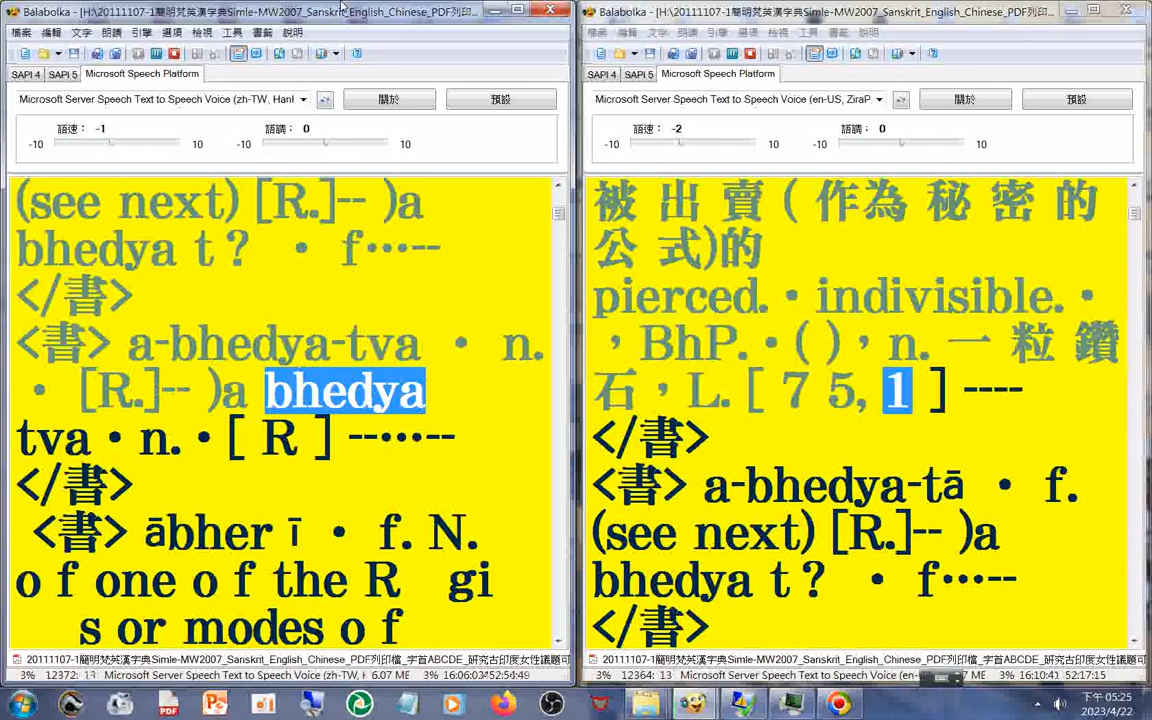 Balabolka - [H:\20111107-1簡明梵英漢字典Simle-MW2007_Sanskrit_English_Chinese_PDF列印...
檔案 編輯 文字 朗讀 引擎 選項 檢視 工具 書籤 說明
SAPI 4 SAPI 5 Microsoft Speech Platform
Microsoft Server Speech Text to Speech Voice (zh-TW, HanH
關於 預設
語速： -1 語調： 0
-10 10 -10 10
(see next) [R.]-- )a
bhedya t？ • f…--
</書>
<書> a-bhedya-tva • n.
• [R.]-- )a bhedya
tva • n. • [ R ] --…--
</書>
<書> ābher ī • f. N.
o f one o f the R gi
s or modes o f
20111107-1簡明梵英漢字典Simle-MW2007_Sanskrit_English_Chinese_PDF列印檔_字首ABCDE_研究古印度女性議題可
3% 12372: 13 Microsoft Server Speech Text to Speech Voice (zh-TW, H 6.07 MB 3% 16:06:03
Balabolka - [H:\20111107-1簡明梵英漢字典Simle-MW2007_Sanskrit_English_Chinese_PDF列印...
檔案 編輯 文字 朗讀 引擎 選項 檢視 工具 書籤 說明
SAPI 4 SAPI 5 Microsoft Speech Platform
Microsoft Server Speech Text to Speech Voice (en-US, ZiraP
關於 預設
語速： -2 語調： 0
-10 10 -10 10
被 出 賣 ( 作為 秘 密 的
公 式)的
pierced. • indivisible. •
，BhP. • ( )，n. 一 粒 鑽
石，L. [ 7 5, 1 ] ----
</書>
<書> a-bhedya-tā • f.
(see next) [R.]-- )a
bhedya t？ • f…--
</書>
20111107-1簡明梵英漢字典Simle-MW2007_Sanskrit_English_Chinese_PDF列印檔_字首ABCDE_研究古印度女性議題可
3% 12364: 13 Microsoft Server Speech Text to Speech Voice 3% 16:10:41 52:17:15
下午 05:25
2023/4/22